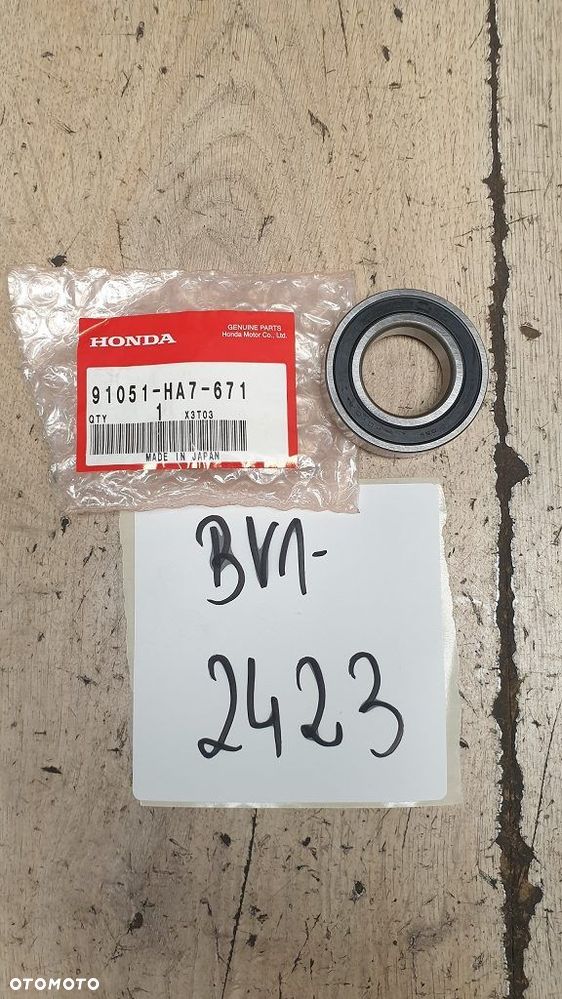 HONDA
GENUINE PARTS
Honda Motor Co., Ltd.
91051-HA7-671
QTY 1 X3T03
MADE IN JAPAN
BV1-
2423
OTOMOTO